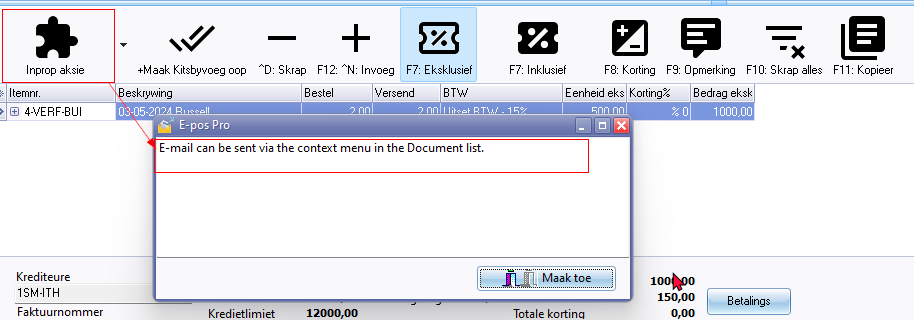 Inprop aksie
+Maak Kitsbyvoeg oop
^D: Skrap
F12: ^N: Invoeg
F7: Eksklusief
F7: Inklusief
F8: Korting
F9: Opmerking
F10: Skrap alles
F11: Kopieer
Itemnr. Beskrywing Bestel Versend BTW Eenheid eks Korting% Bedrag eksk
4-VERF-BUI 03-05-2024 Russell 2,00 2,00 Uitset BTW - 15% 500,00 % 0 1000,00
E-pos Pro
E-mail can be sent via the context menu in the Document list.
Maak toe
Krediteure
1SM-ITH
Faktuurnommer
Kredietlimiet 12000,00
Totale korting
1000,00
150,00
0,00
Betalings